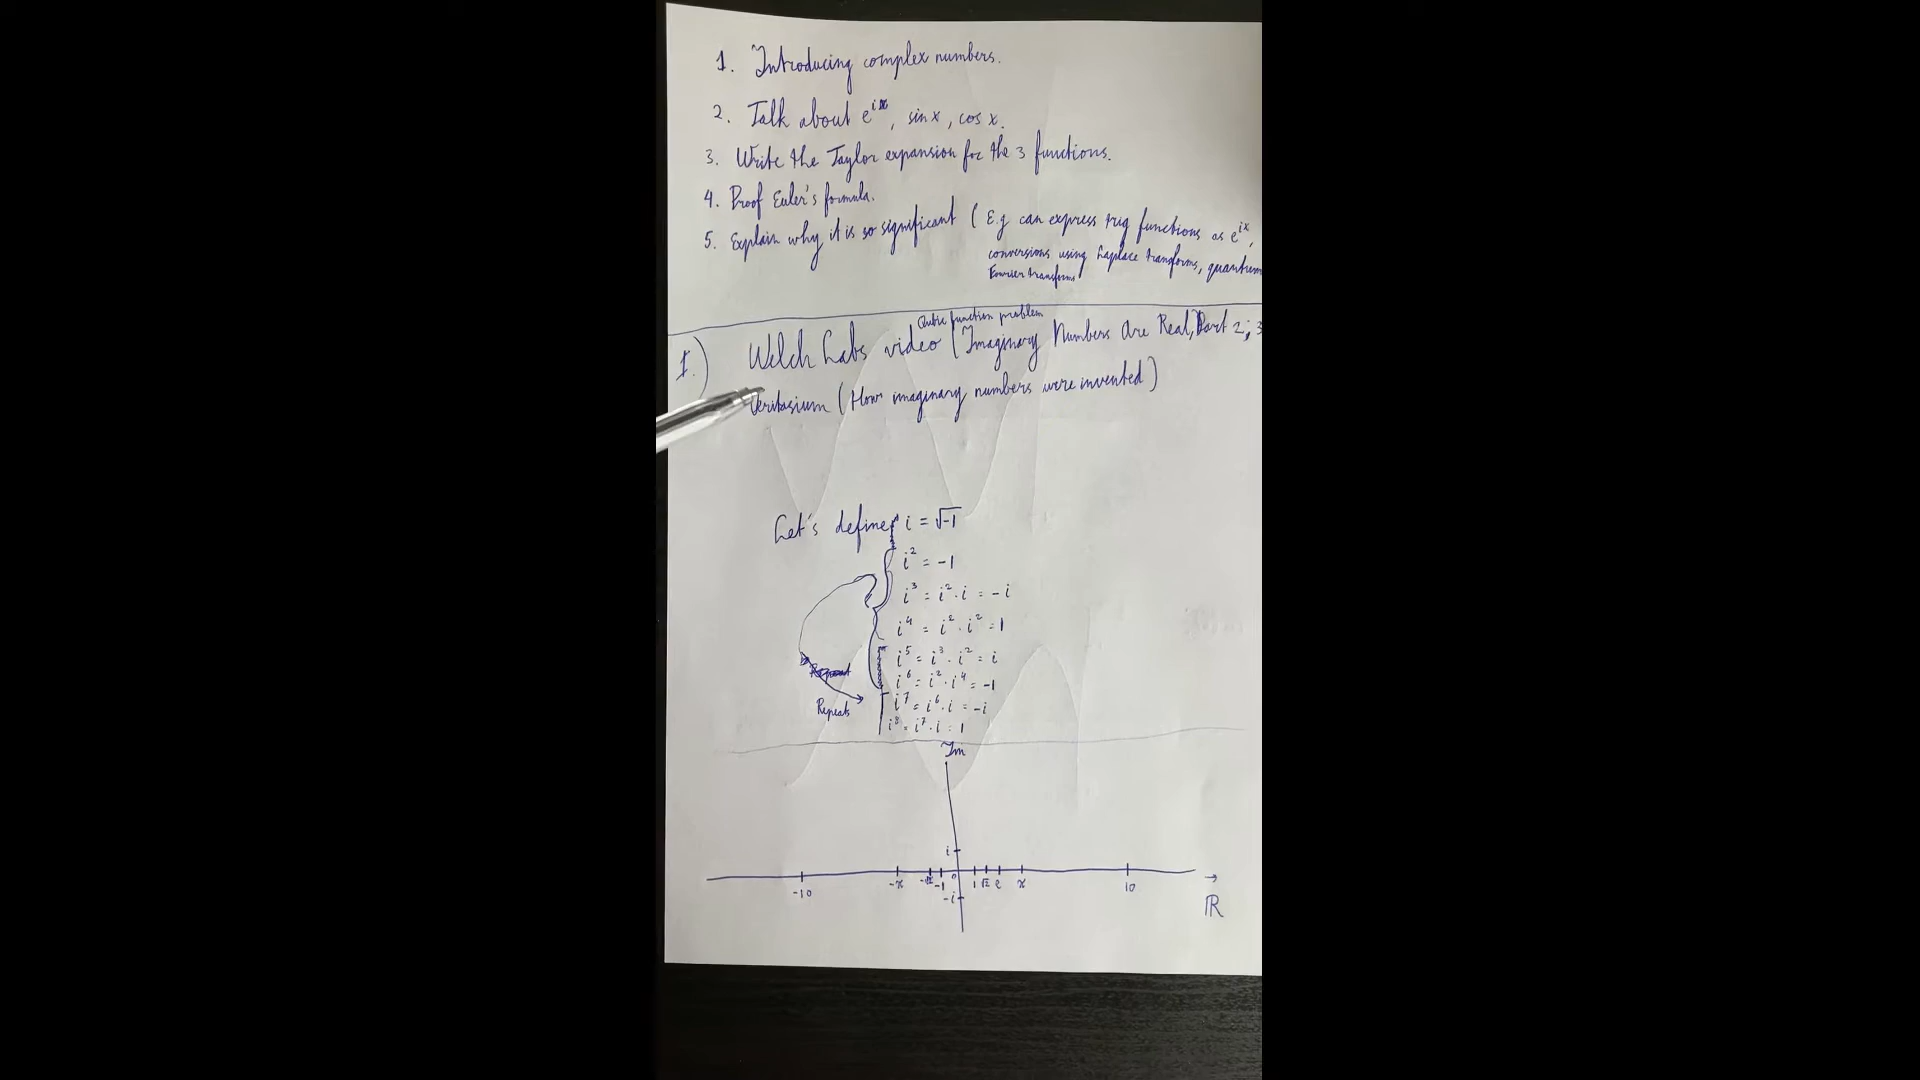 1. Introducing complex numbers.
2. Talk about e^ix, sin x, cos x.
3. Write the Taylor expansion for the 3 functions.
4. Proof Euler's formula.
5. Explain why it is so significant ( E.g can express trig functions as e^ix,
conversions using Laplace transforms, quantum
Fourier transforms
Cubic function problem
1.) Welch Labs video (Imaginary Numbers Are Real, Part 2, 3
Veritasium (How imaginary numbers were invented)
Let's define i = √-1
i² = -1
i³ = i²·i = -i
i⁴ = i²·i² = 1
i⁵ = i³·i² = i
i⁶ = i²·i⁴ = -1
i⁷ = i⁶·i = -i
Repeats
i⁸ = i⁷·i = 1
Im
i
-10 -π -√2 -1 0 1 √2 e π 10
-i
→
ℝ